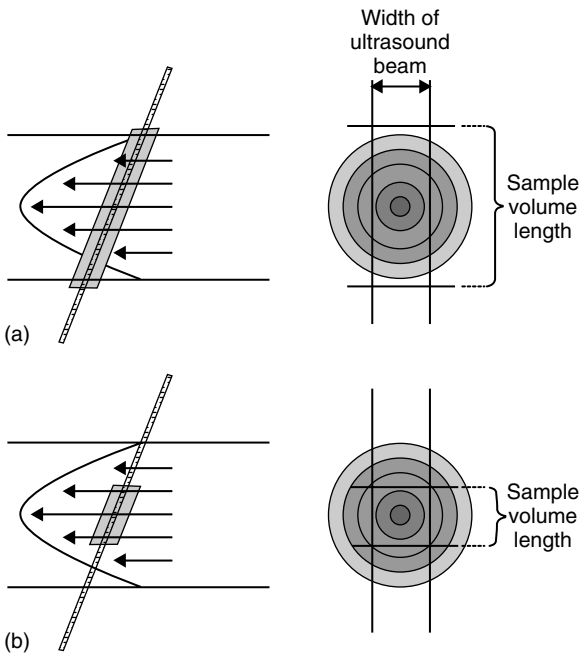 Width of
ultrasound
beam
Sample
volume
length
(a)
Sample
volume
length
(b)